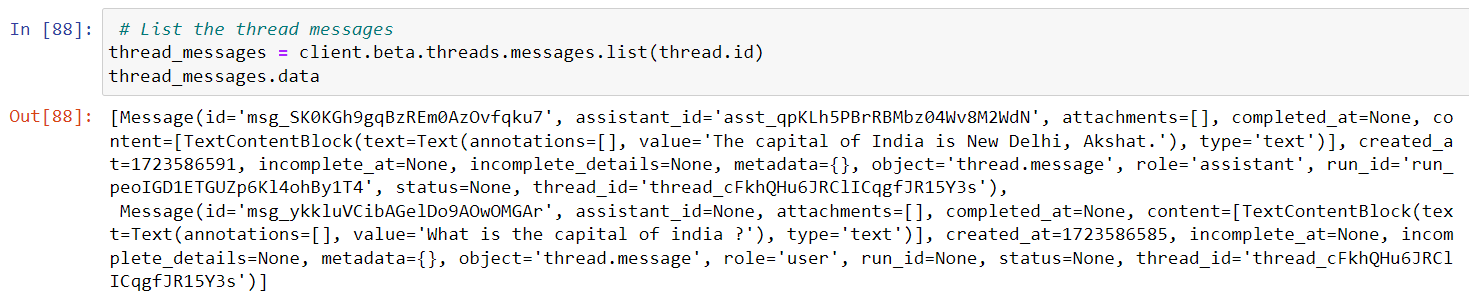 In [88]: # List the thread messages
thread_messages = client.beta.threads.messages.list(thread.id)
thread_messages.data
Out[88]: [Message(id='msg_SK0KGh9gqBzREm0AzOvfqku7', assistant_id='asst_qpKLh5PBrRBMbz04Wv8M2WdN', attachments=[], completed_at=None, co
ntent=[TextContentBlock(text=Text(annotations=[], value='The capital of India is New Delhi, Akshat.'), type='text')], created_a
t=1723586591, incomplete_at=None, incomplete_details=None, metadata={}, object='thread.message', role='assistant', run_id='run_
peoIGD1ETGUZp6Kl4ohBy1T4', status=None, thread_id='thread_cFkhQHu6JRClICqgfJR15Y3s'),
Message(id='msg_ykkluVCibAGelDo9AOwOMGAr', assistant_id=None, attachments=[], completed_at=None, content=[TextContentBlock(tex
t=Text(annotations=[], value='What is the capital of india ?'), type='text')], created_at=1723586585, incomplete_at=None, incom
plete_details=None, metadata={}, object='thread.message', role='user', run_id=None, status=None, thread_id='thread_cFkhQHu6JRCl
ICqgfJR15Y3s')]